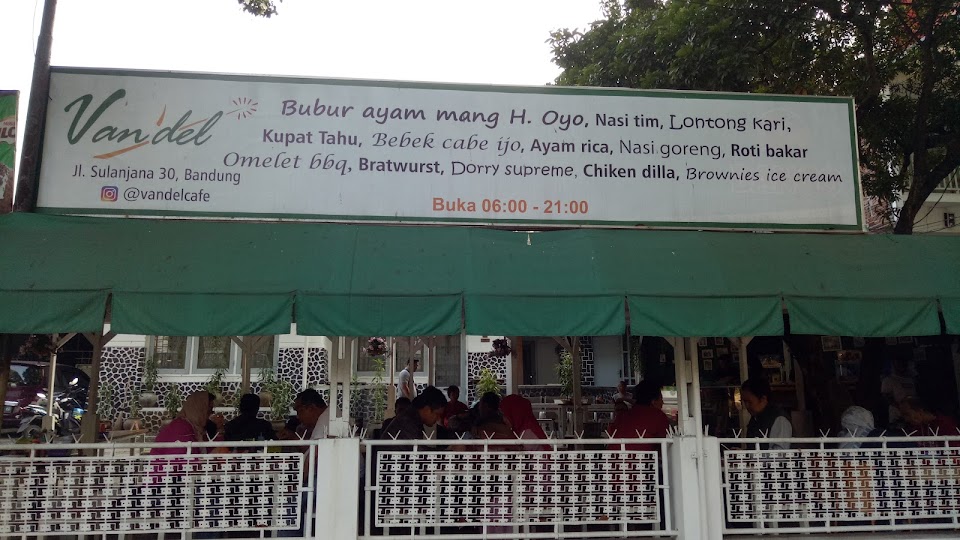 Van'del
Jl. Sulanjana 30, Bandung
@vandelcafe
Bubur ayam mang H. Oyo, Nasi tim, Lontong kari,
Kupat Tahu, Bebek cabe ijo, Ayam rica, Nasi goreng, Roti bakar
Omelet bbq, Bratwurst, Dorry supreme, Chiken dilla, Brownies ice cream
Buka 06:00 - 21:00